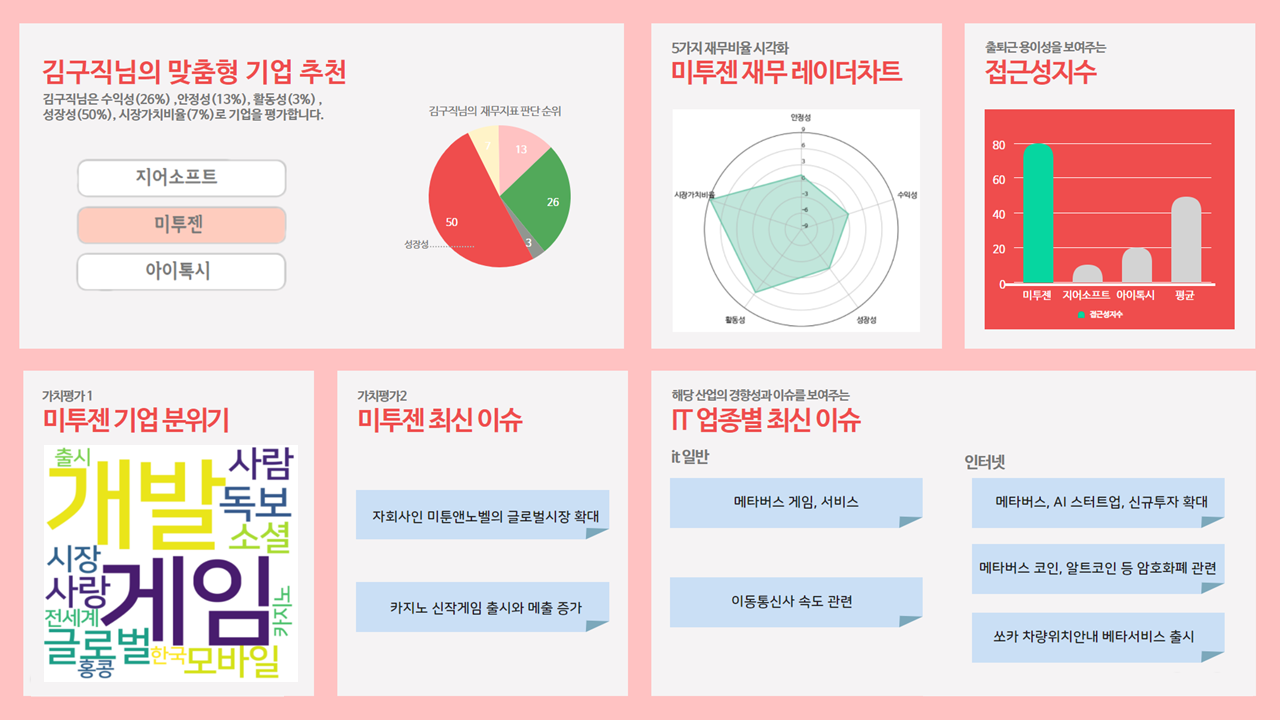 김구직님의 맞춤형 기업 추천
김구직님은 수익성(26%) ,안정성(13%), 활동성(3%) ,
성장성(50%), 시장가치비율(7%)로 기업을 평가합니다.
지어소프트
미투젠
아이톡시
김구직님의 재무지표 판단 순위
7
13
26
3
50
성장성
5가지 재무비율 시각화
미투젠 재무 레이더차트
안정성
수익성
성장성
활동성
시장가치비율
9
6
3
0
-3
-6
-9
출퇴근 용이성을 보여주는
접근성지수
80
60
40
20
0
미투젠 지어소프트 아이톡시 평균
접근성지수
가치평가 1
미투젠 기업 분위기
출시
개발
사람
독보
소셜
시장
사랑
게임
전세계
글로벌
한국
모바일
홍콩
카지노
가치평가2
미투젠 최신 이슈
자회사인 미툰앤노벨의 글로벌시장 확대
카지노 신작게임 출시와 매출 증가
해당 산업의 경향성과 이슈를 보여주는
IT 업종별 최신 이슈
it 일반
메타버스 게임, 서비스
이동통신사 속도 관련
인터넷
메타버스, AI 스터트업, 신규투자 확대
메타버스 코인, 알트코인 등 암호화폐 관련
쏘카 차량위치안내 베타서비스 출시